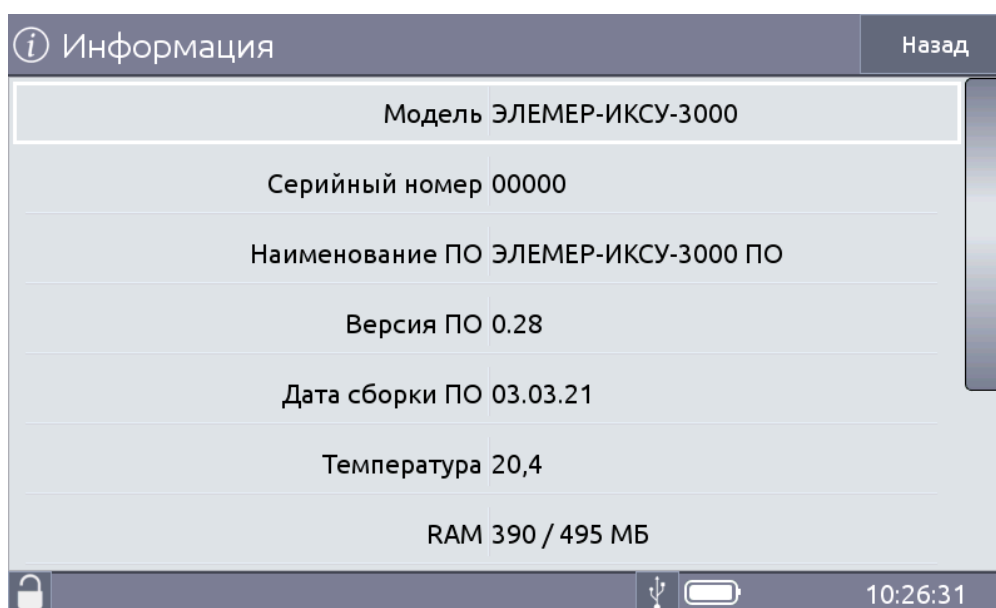 Информация Назад
Модель ЭЛЕМЕР-ИКСУ-3000
Серийный номер 00000
Наименование ПО ЭЛЕМЕР-ИКСУ-3000 ПО
Версия ПО 0.28
Дата сборки ПО 03.03.21
Температура 20,4
RAM 390 / 495 МБ
10:26:31